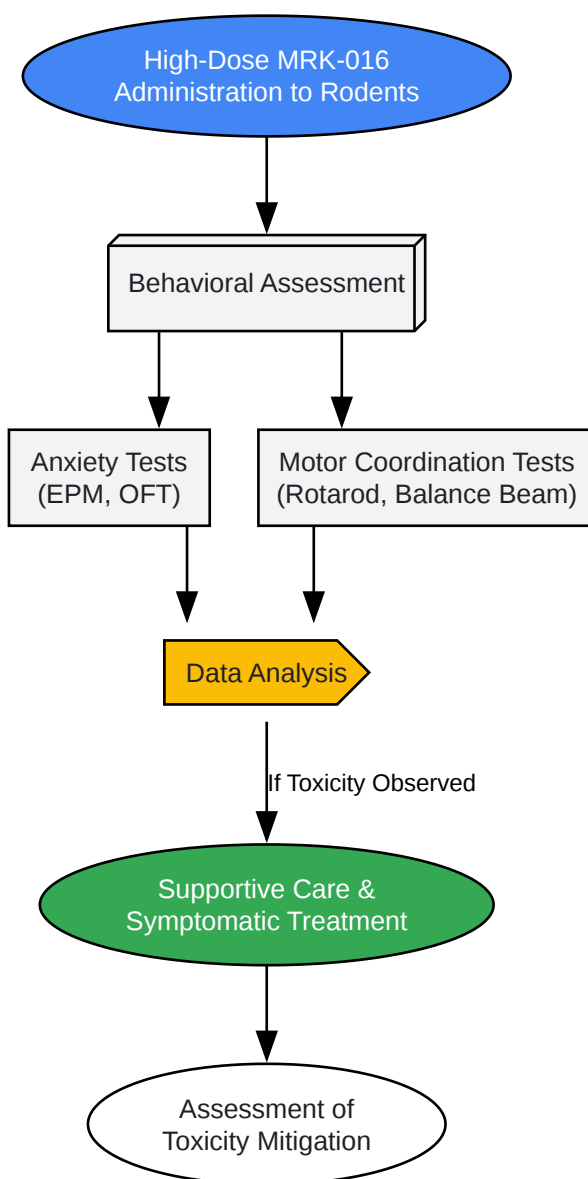 High-Dose MRK-016
Administration to Rodents
Behavioral Assessment
Anxiety Tests
(EPM, OFT)
Motor Coordination Tests
(Rotarod, Balance Beam)
Data Analysis
If Toxicity Observed
Supportive Care &
Symptomatic Treatment
Assessment of
Toxicity Mitigation